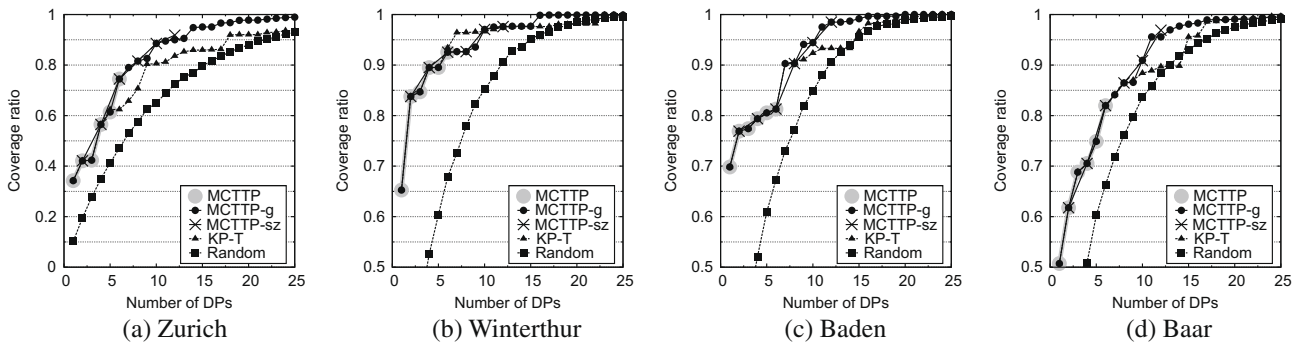 Coverage ratio
1
0.8
0.6
0.4
0.2
0
0
5
10
15
20
25
Number of DPs
MCTTP
MCTTP-g
MCTTP-sz
KP-T
Random
(a) Zurich
Coverage ratio
1
0.9
0.8
0.7
0.6
0.5
0
5
10
15
20
25
Number of DPs
MCTTP
MCTTP-g
MCTTP-sz
KP-T
Random
(b) Winterthur
Coverage ratio
1
0.9
0.8
0.7
0.6
0.5
0
5
10
15
20
25
Number of DPs
MCTTP
MCTTP-g
MCTTP-sz
KP-T
Random
(c) Baden
Coverage ratio
1
0.9
0.8
0.7
0.6
0.5
0
5
10
15
20
25
Number of DPs
MCTTP
MCTTP-g
MCTTP-sz
KP-T
Random
(d) Baar